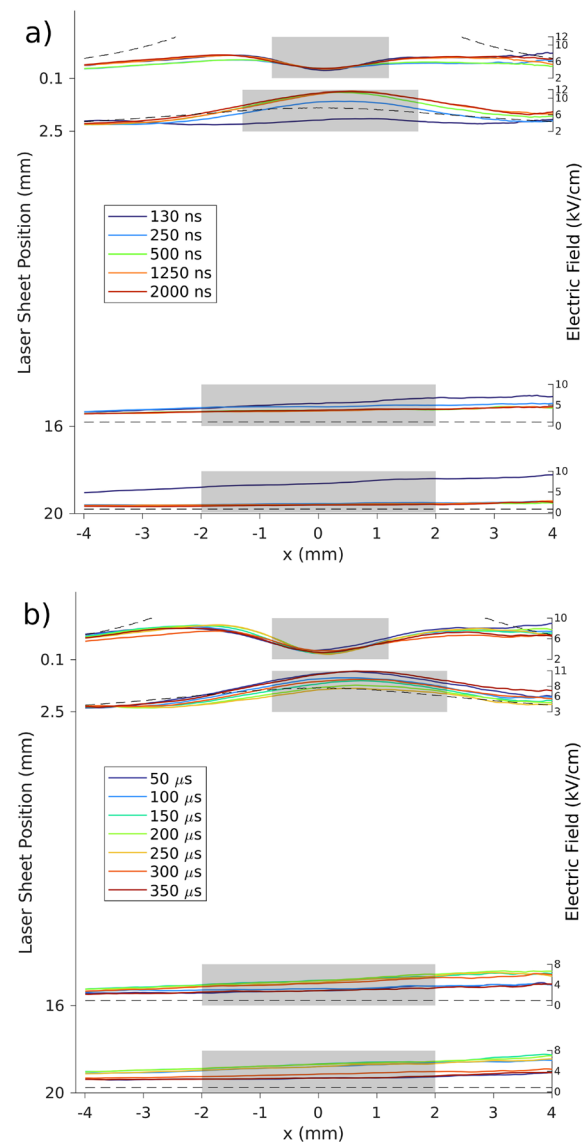 a)
Laser Sheet Position (mm)
0.1
2.5
16
20
12
10
6
2
12
10
6
2
10
5
0
10
5
0
Electric Field (kV/cm)
130 ns
250 ns
500 ns
1250 ns
2000 ns
-4 -3 -2 -1 0 1 2 3 4
x (mm)
b)
Laser Sheet Position (mm)
0.1
2.5
16
20
10
6
2
11
8
6
3
8
4
0
8
4
0
Electric Field (kV/cm)
50 μs
100 μs
150 μs
200 μs
250 μs
300 μs
350 μs
-4 -3 -2 -1 0 1 2 3 4
x (mm)